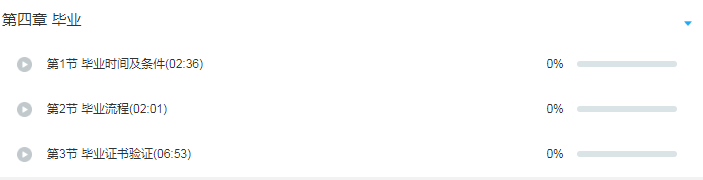 第四章 毕业
第1节 毕业时间及条件(02:36) 0%
第2节 毕业流程(02:01) 0%
第3节 毕业证书验证(06:53) 0%